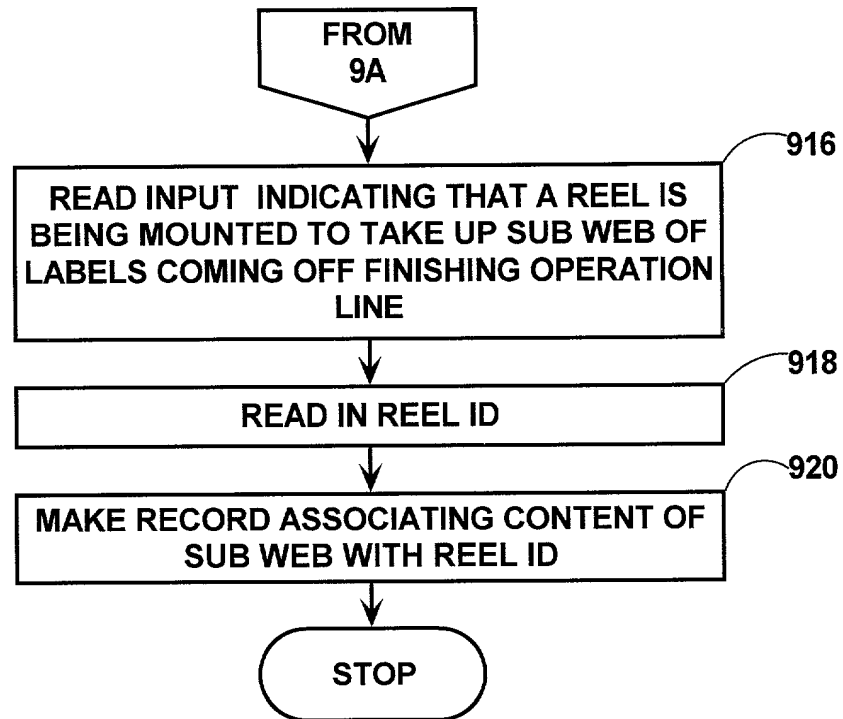 FROM
9A
916
READ INPUT INDICATING THAT A REEL IS
BEING MOUNTED TO TAKE UP SUB WEB OF
LABELS COMING OFF FINISHING OPERATION
LINE
918
READ IN REEL ID
920
MAKE RECORD ASSOCIATING CONTENT OF
SUB WEB WITH REEL ID
STOP